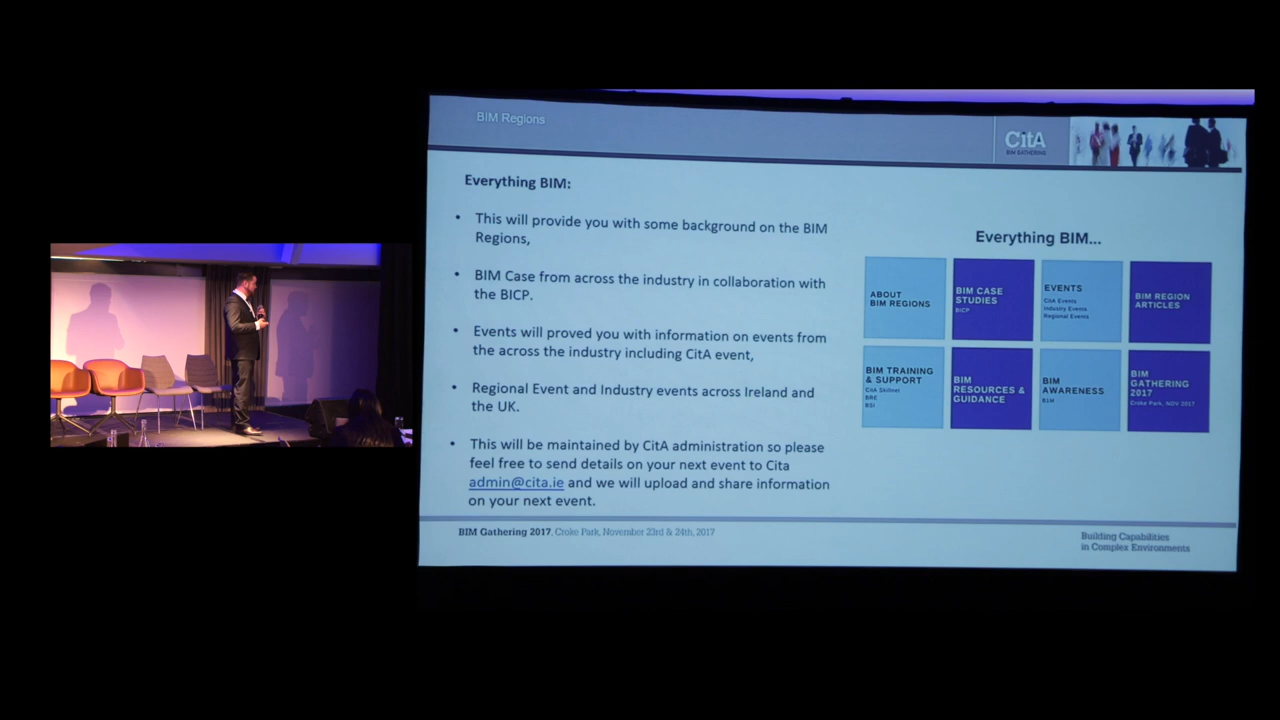 BIM Regions
CitA
BIM GATHERING
Everything BIM:
• This will provide you with some background on the BIM
Regions,
• BIM Case from across the industry in collaboration with
the BICP.
• Events will proved you with information on events from
the across the industry including CitA event,
• Regional Event and Industry events across Ireland and
the UK.
• This will be maintained by CitA administration so please
feel free to send details on your next event to Cita
admin@cita.ie and we will upload and share information
on your next event.
Everything BIM...
ABOUT
BIM REGIONS
BIM CASE
STUDIES
BICP
EVENTS
CitA Events
Industry Events
Regional Events
BIM REGION
ARTICLES
BIM TRAINING
& SUPPORT
CitA Skillnet
BRE
BSI
BIM
RESOURCES &
GUIDANCE
BIM
AWARENESS
B1M
BIM
GATHERING
2017
Croke Park, NOV 2017
BIM Gathering 2017, Croke Park, November 23rd & 24th, 2017
Building Capabilities
in Complex Environments